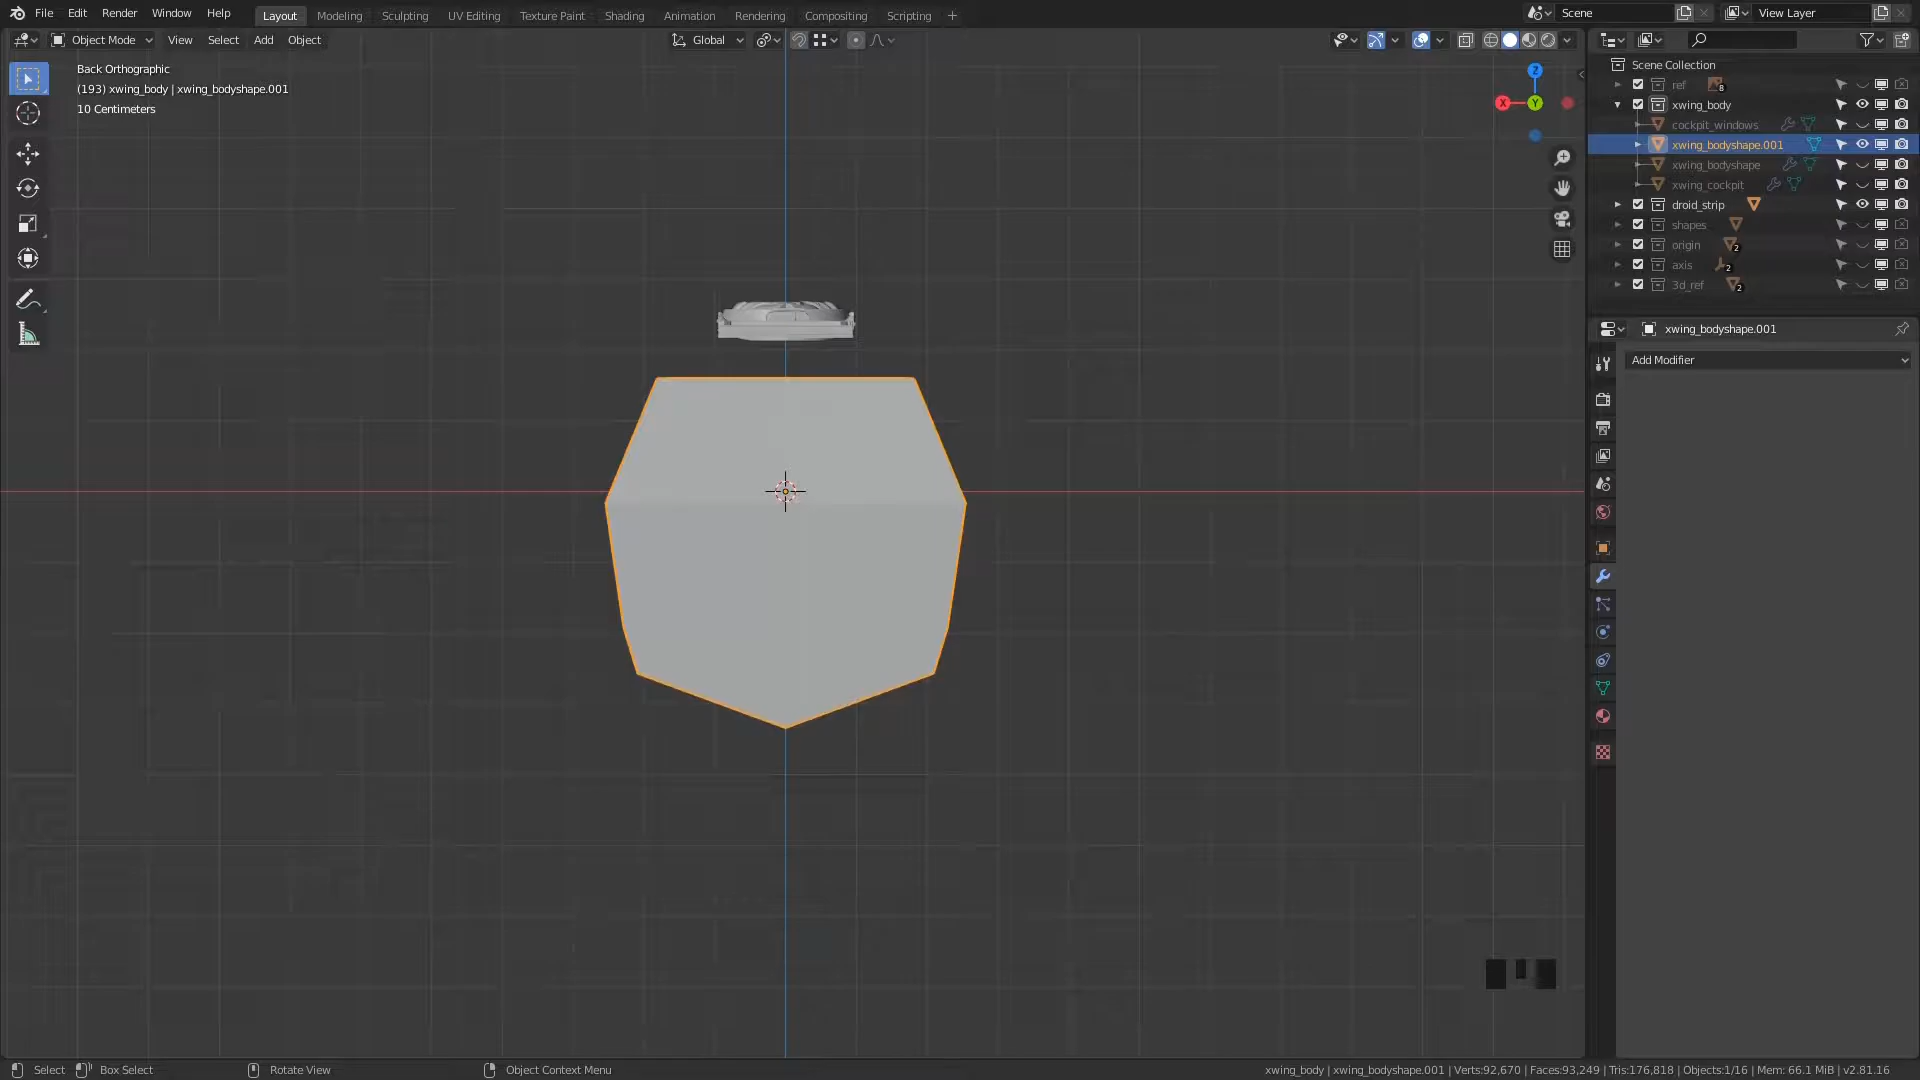 File Edit Render Window Help Layout Modeling Sculpting UV Editing Texture Paint Shading Animation Rendering Compositing Scripting + Scene View Layer
Object Mode View Select Add Object Global
Back Orthographic
(193) xwing_body | xwing_bodyshape.001
10 Centimeters
Z
X
Y
Scene Collection
ref 8
xwing_body
cockpit_windows
xwing_bodyshape.001
xwing_bodyshape
xwing_cockpit
droid_strip
shapes
origin 2
axis 2
3d_ref 2
xwing_bodyshape.001
Add Modifier
Select Box Select Rotate View Object Context Menu xwing_body | xwing_bodyshape.001 | Verts:92,670 | Faces:93,249 | Tris:176,818 | Objects:1/16 | Mem: 66.1 MiB | v2.81.16